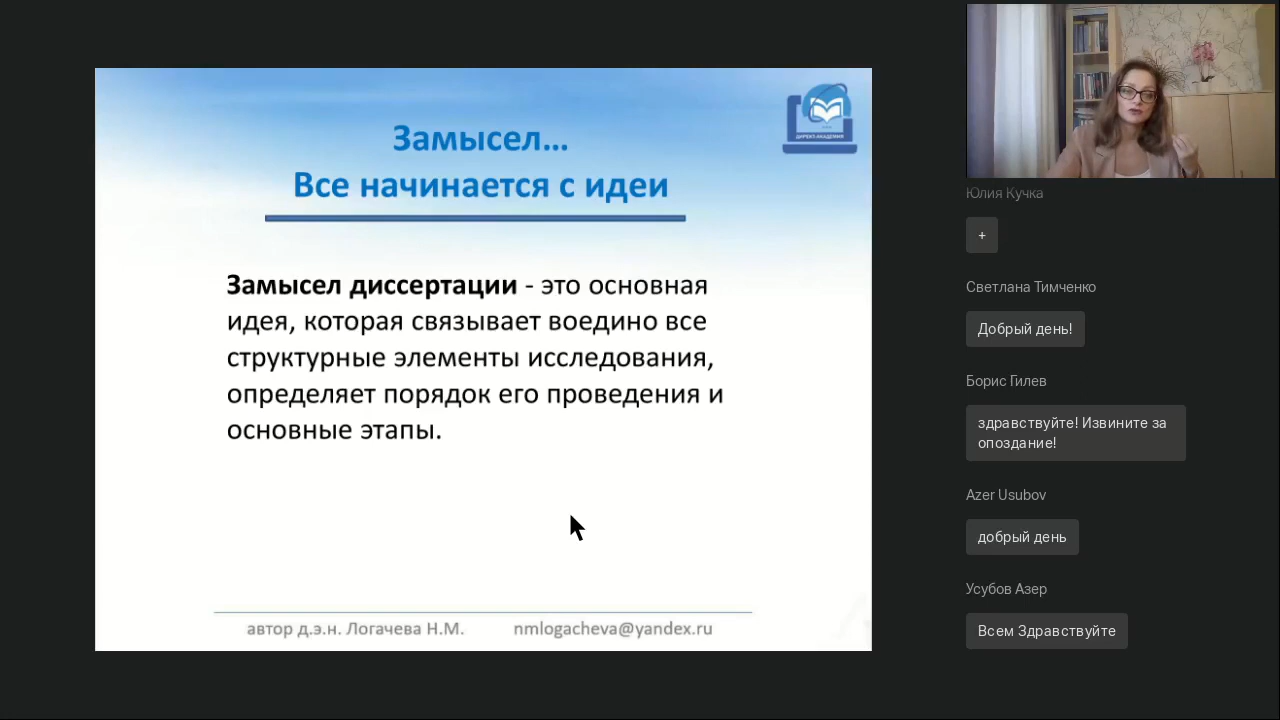 Замысел...
Все начинается с идеи
ДИРЕКТ-АКАДЕМИЯ
Замысел диссертации - это основная
идея, которая связывает воедино все
структурные элементы исследования,
определяет порядок его проведения и
основные этапы.
автор д.э.н. Логачева Н.М. nmlogacheva@yandex.ru
Юлия Кучка
+
Светлана Тимченко
Добрый день!
Борис Гилев
здравствуйте! Извините за
опоздание!
Azer Usubov
добрый день
Усубов Азер
Всем Здравствуйте